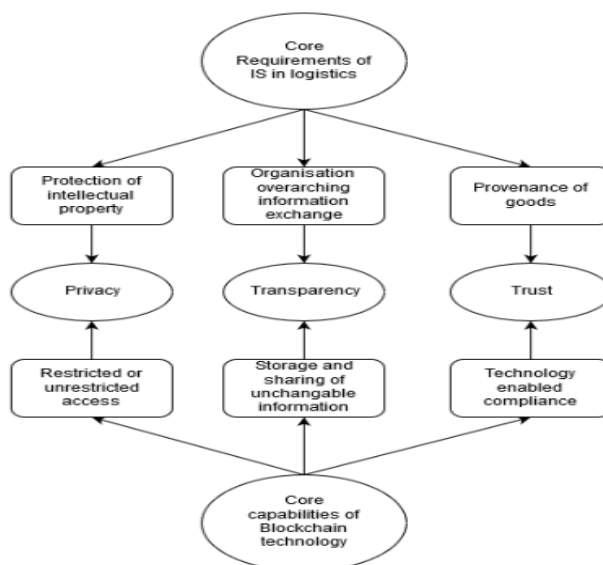 Core
Requirements of
IS in logistics
Protection of
intellectual
property
Organisation
overarching
information
exchange
Provenance of
goods
Privacy
Transparency
Trust
Restricted or
unrestricted
access
Storage and
sharing of
unchangable
information
Technology
enabled
compliance
Core
capabilities of
Blockchain
technology